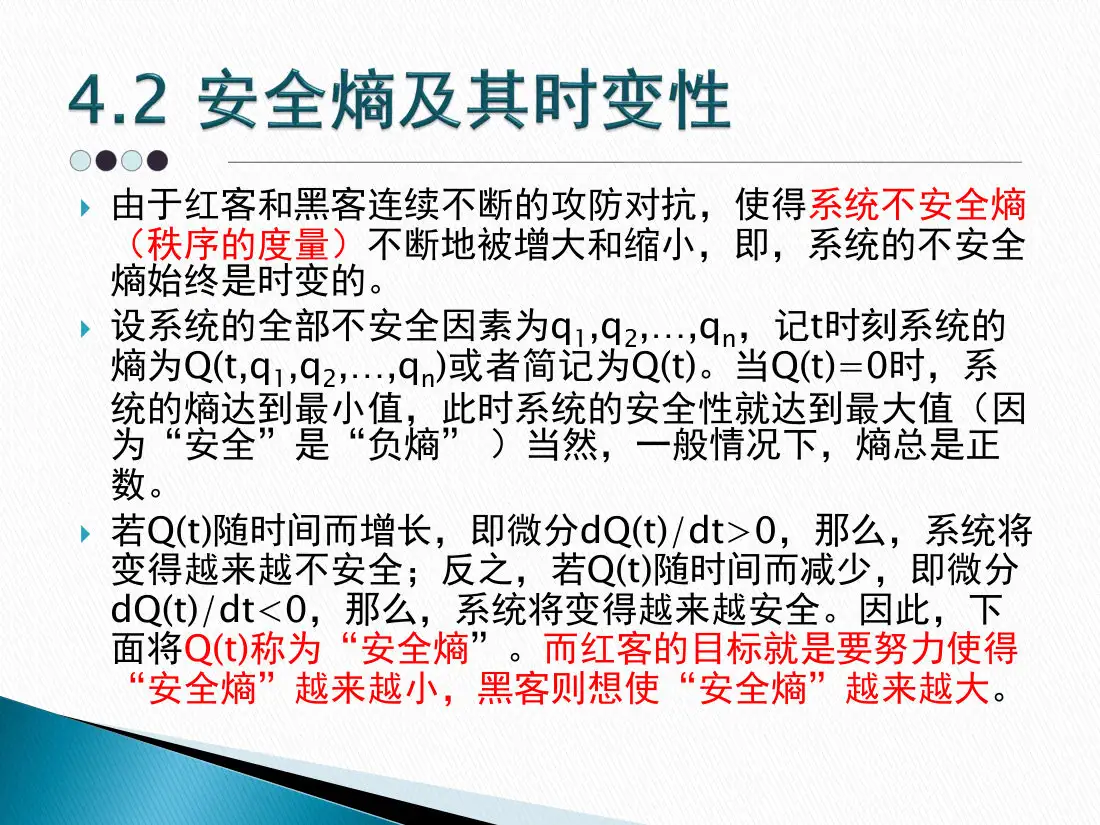 4.2 安全熵及其时变性
由于红客和黑客连续不断的攻防对抗，使得系统不安全熵
（秩序的度量）不断地被增大和缩小，即，系统的不安全
熵始终是时变的。
设系统的全部不安全因素为q1,q2,…,qn，记t时刻系统的
熵为Q(t,q1,q2,…,qn)或者简记为Q(t)。当Q(t)=0时，系
统的熵达到最小值，此时系统的安全性就达到最大值（因
为“安全”是“负熵” ）当然，一般情况下，熵总是正
数。
若Q(t)随时间而增长，即微分dQ(t)/dt>0，那么，系统将
变得越来越不安全；反之，若Q(t)随时间而减少，即微分
dQ(t)/dt<0，那么，系统将变得越来越安全。因此，下
面将Q(t)称为“安全熵”。而红客的目标就是要努力使得
“安全熵”越来越小，黑客则想使“安全熵”越来越大。